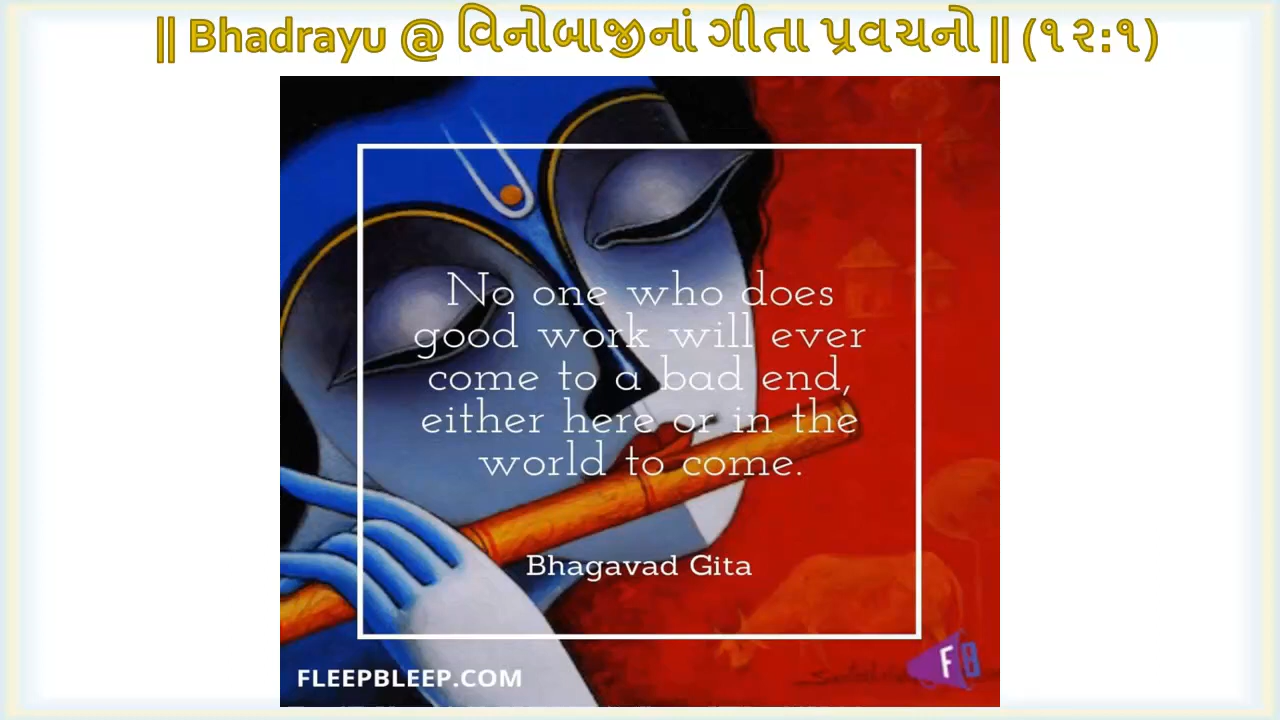 || Bhadrayu @ વિનોબાજીનાં ગીતા પ્રવચનો || (૧૨:૧)
No one who does
good work will ever
come to a bad end,
either here or in the
world to come.
Bhagavad Gita
FLEEPBLEEP.COM
F B